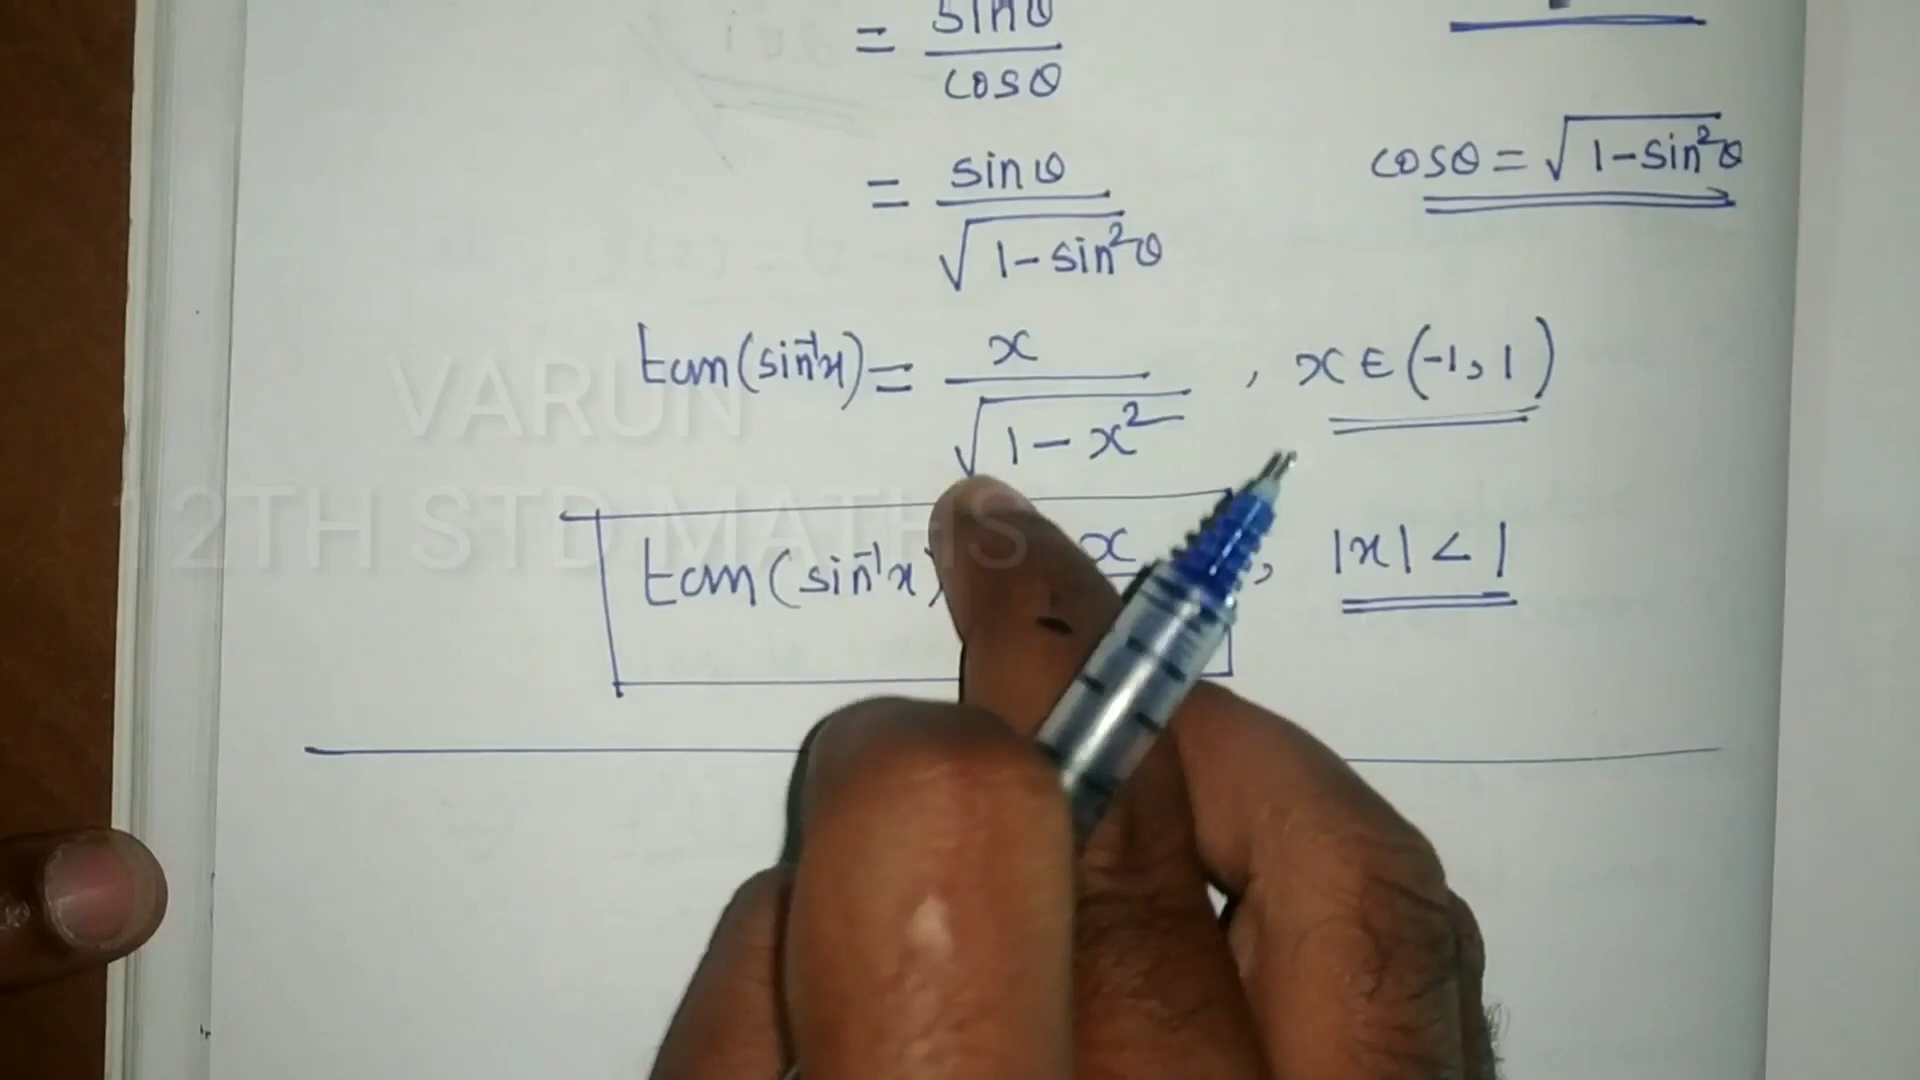 = sinθ / cosθ
= sinθ / √(1-sin²θ)
cosθ = √(1-sin²θ)
tan(sin⁻¹x) = x / √(1-x²) , x ∈ (-1, 1)
tan(sin⁻¹x) x , |x| < 1
VARUN
12TH STD MATHS